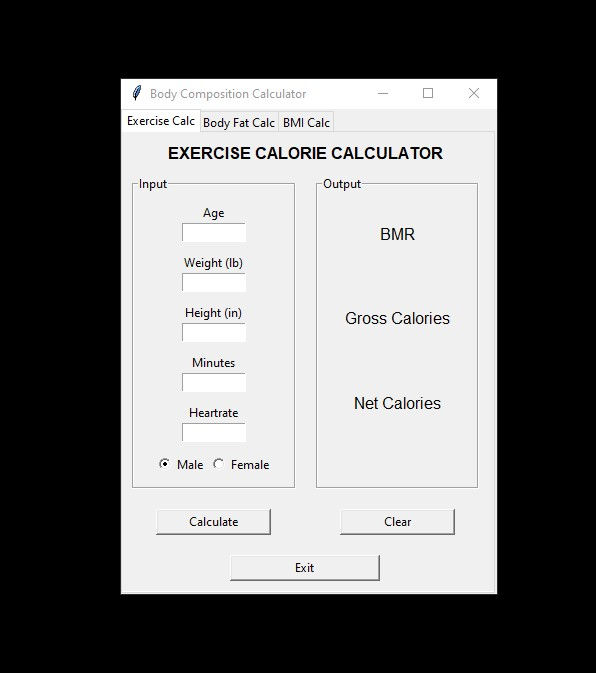 Body Composition Calculator
Exercise Calc Body Fat Calc BMI Calc
EXERCISE CALORIE CALCULATOR
Input
Age
Weight (lb)
Height (in)
Minutes
Heartrate
Male Female
Output
BMR
Gross Calories
Net Calories
Calculate
Clear
Exit